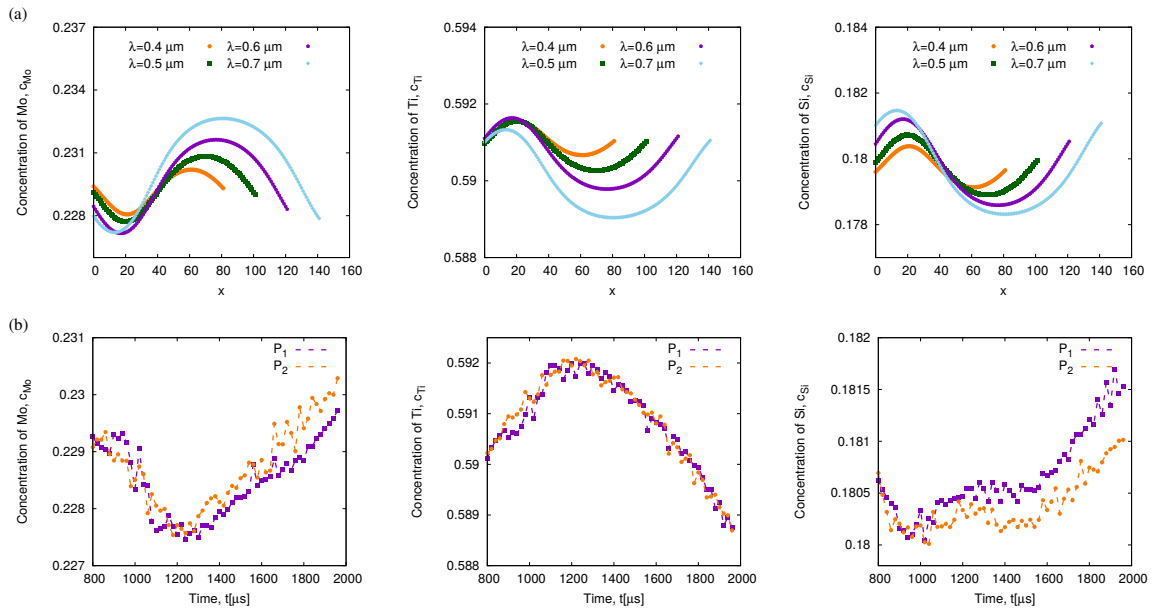 (a)
Concentration of Mo, c_Mo
0.237
0.234
0.231
0.228
λ=0.4 μm
λ=0.6 μm
λ=0.5 μm
λ=0.7 μm
0 20 40 60 80 100 120 140 160
x
Concentration of Ti, c_Ti
0.594
0.592
0.59
0.588
λ=0.4 μm
λ=0.6 μm
λ=0.5 μm
λ=0.7 μm
0 20 40 60 80 100 120 140 160
x
Concentration of Si, c_Si
0.184
0.182
0.18
0.178
λ=0.4 μm
λ=0.6 μm
λ=0.5 μm
λ=0.7 μm
0 20 40 60 80 100 120 140 160
x
(b)
Concentration of Mo, c_Mo
0.231
0.23
0.229
0.228
0.227
P_1
P_2
800 1000 1200 1400 1600 1800 2000
Time, t[μs]
Concentration of Ti, c_Ti
0.592
0.591
0.59
0.589
0.588
P_1
P_2
800 1000 1200 1400 1600 1800 2000
Time, t[μs]
Concentration of Si, c_Si
0.182
0.1815
0.181
0.1805
0.18
P_1
P_2
800 1000 1200 1400 1600 1800 2000
Time, t[μs]